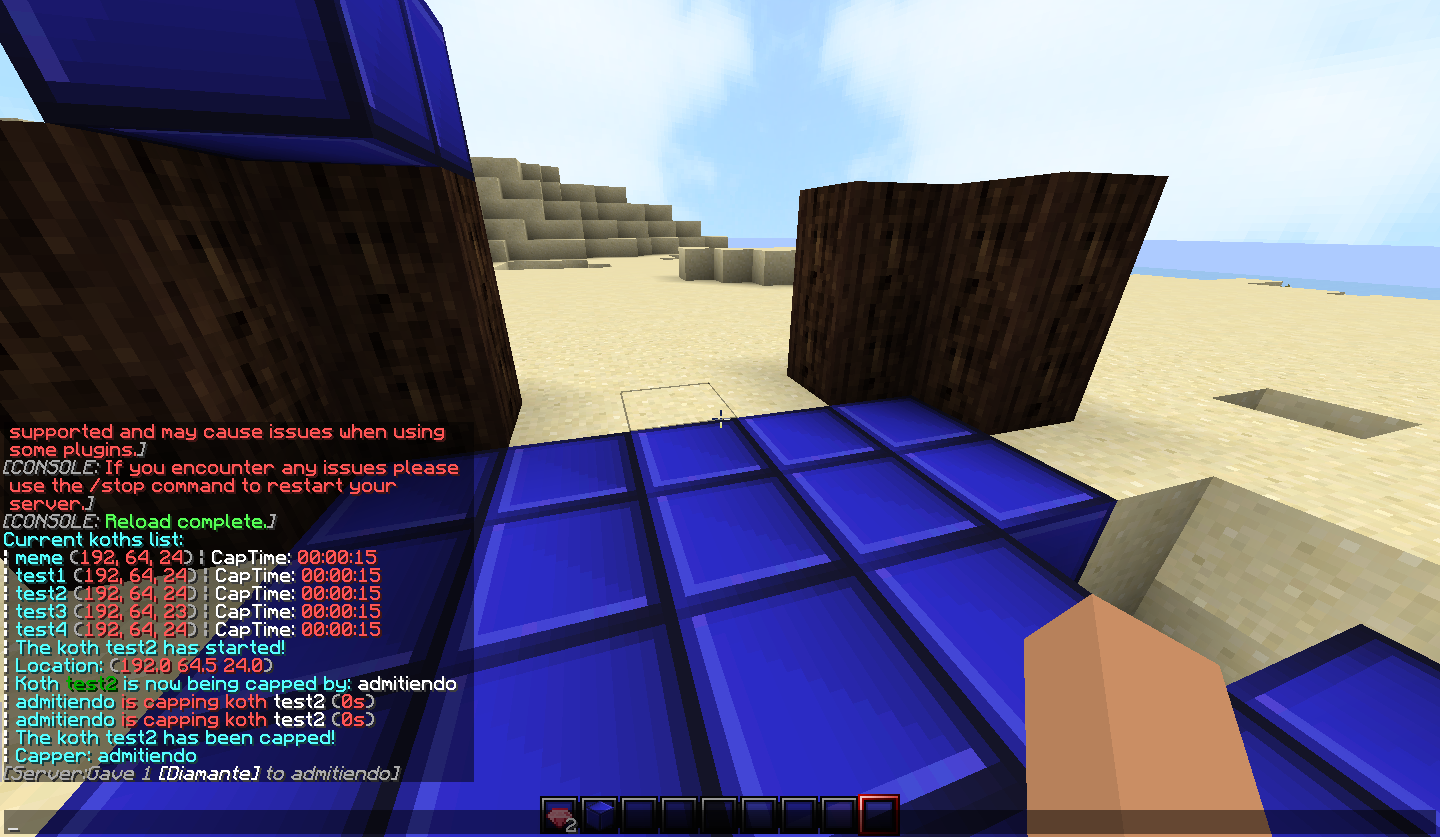 supported and may cause issues when using
some plugins.]
[CONSOLE: If you encounter any issues please
use the /stop command to restart your
server.]
[CONSOLE: Reload complete.]
Current koths list:
¦ meme (192, 64, 24) ¦ CapTime: 00:00:15
¦ test1 (192, 64, 24) ¦ CapTime: 00:00:15
¦ test2 (192, 64, 24) ¦ CapTime: 00:00:15
¦ test3 (192, 64, 23) ¦ CapTime: 00:00:15
¦ test4 (192, 64, 24) ¦ CapTime: 00:00:15
¦ The koth test2 has started!
¦ Location: (192.0 64.5 24.0)
¦ Koth test2 is now being capped by: admitiendo
¦ admitiendo is capping koth test2 (0s)
¦ admitiendo is capping koth test2 (0s)
¦ The koth test2 has been capped!
¦ Capper: admitiendo
[Server: Gave 1 [Diamante] to admitiendo]
2
_